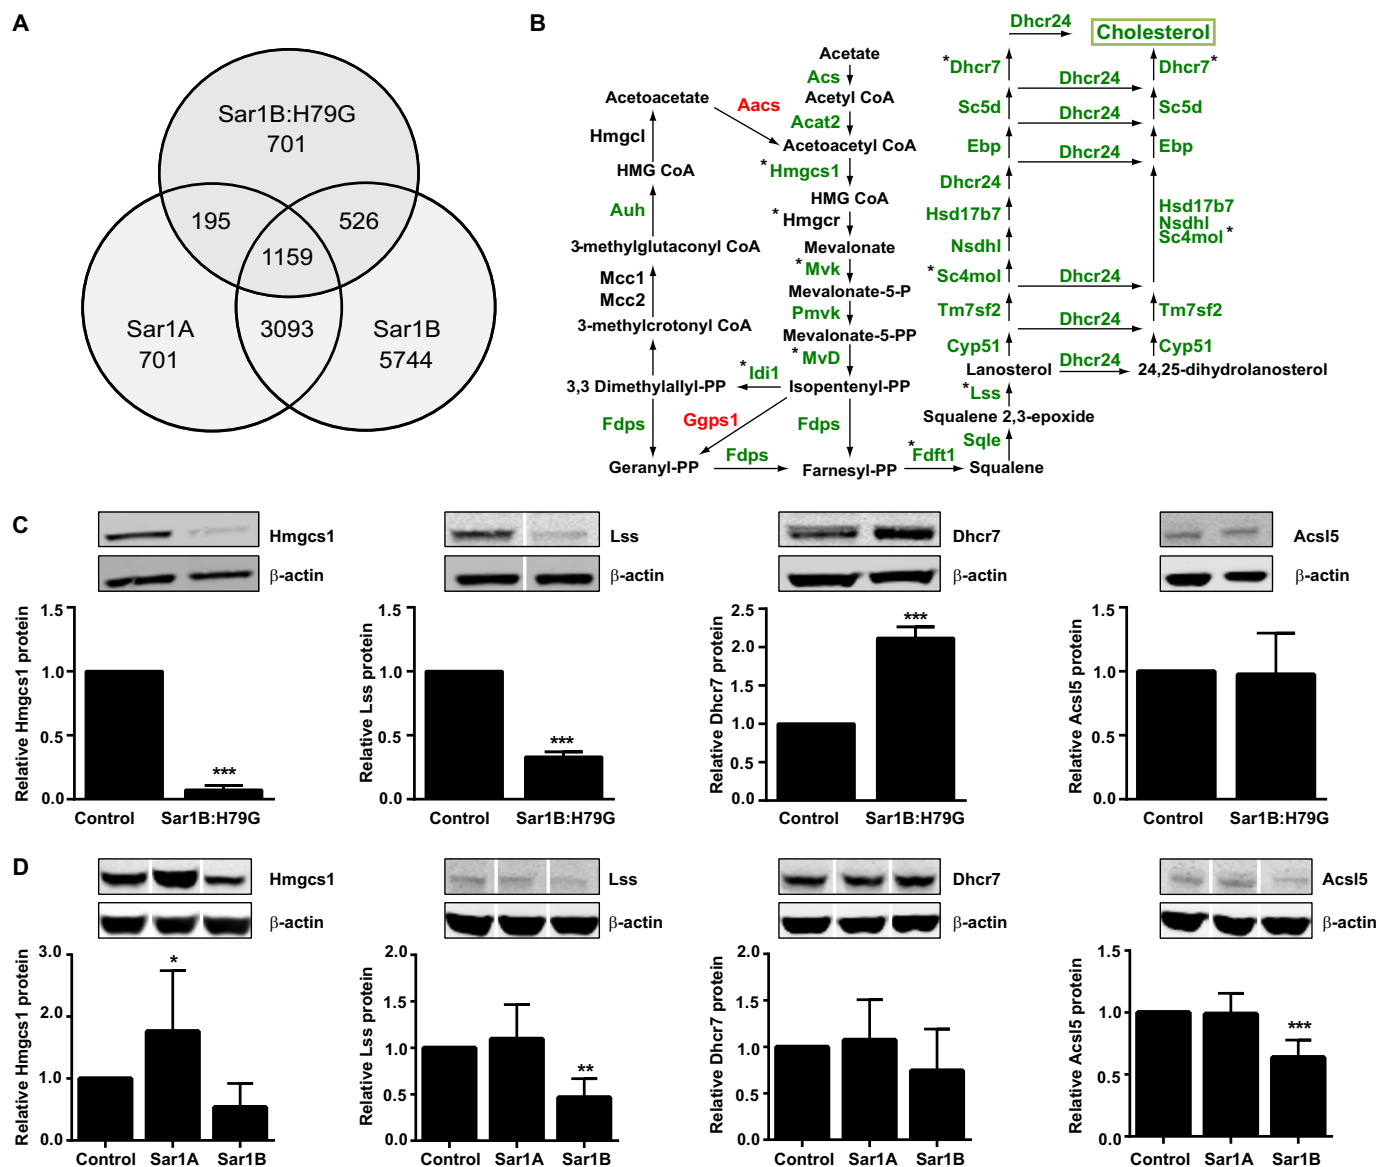 A
Sar1B:H79G
701
195
526
1159
Sar1A
701
3093
Sar1B
5744
B
Dhcr24
Cholesterol
Acetate
Acs
Acetyl CoA
Acat2
Acetoacetyl CoA
*Hmgcs1
HMG CoA
*Hmgcr
Mevalonate
*Mvk
Mevalonate-5-P
Pmvk
Mevalonate-5-PP
*MvD
Isopentenyl-PP
Acetoacetate
Aacs
Hmgcl
HMG CoA
Auh
3-methylglutaconyl CoA
Mcc1
Mcc2
3-methylcrotonyl CoA
*Idi1
3,3 Dimethylallyl-PP
Fdps
Ggps1
Fdps
Geranyl-PP
Fdps
Farnesyl-PP
*Fdft1
Squalene
Sqle
Squalene 2,3-epoxide
*Lss
Lanosterol
Dhcr24
24,25-dihydrolanosterol
Cyp51
Cyp51
Dhcr24
Tm7sf2
Tm7sf2
Dhcr24
*Sc4mol
Nsdhl
Hsd17b7
Dhcr24
Hsd17b7
Nsdhl
Sc4mol*
Dhcr24
Ebp
Ebp
Dhcr24
Sc5d
Sc5d
Dhcr24
*Dhcr7
Dhcr7*
C
Hmgcs1
β-actin
Relative Hmgcs1 protein
1.5
1.0
0.5
0.0
***
Control
Sar1B:H79G
Lss
β-actin
Relative Lss protein
1.5
1.0
0.5
0.0
***
Control
Sar1B:H79G
Dhcr7
β-actin
Relative Dhcr7 protein
2.5
2.0
1.5
1.0
0.5
0.0
***
Control
Sar1B:H79G
Acsl5
β-actin
Relative Acsl5 protein
1.5
1.0
0.5
0.0
Control
Sar1B:H79G
D
Hmgcs1
β-actin
Relative Hmgcs1 protein
3.0
2.0
1.0
0.0
*
Control
Sar1A
Sar1B
Lss
β-actin
Relative Lss protein
2.0
1.5
1.0
0.5
0.0
**
Control
Sar1A
Sar1B
Dhcr7
β-actin
Relative Dhcr7 protein
2.0
1.5
1.0
0.5
0.0
Control
Sar1A
Sar1B
Acsl5
β-actin
Relative Acsl5 protein
1.5
1.0
0.5
0.0
***
Control
Sar1A
Sar1B